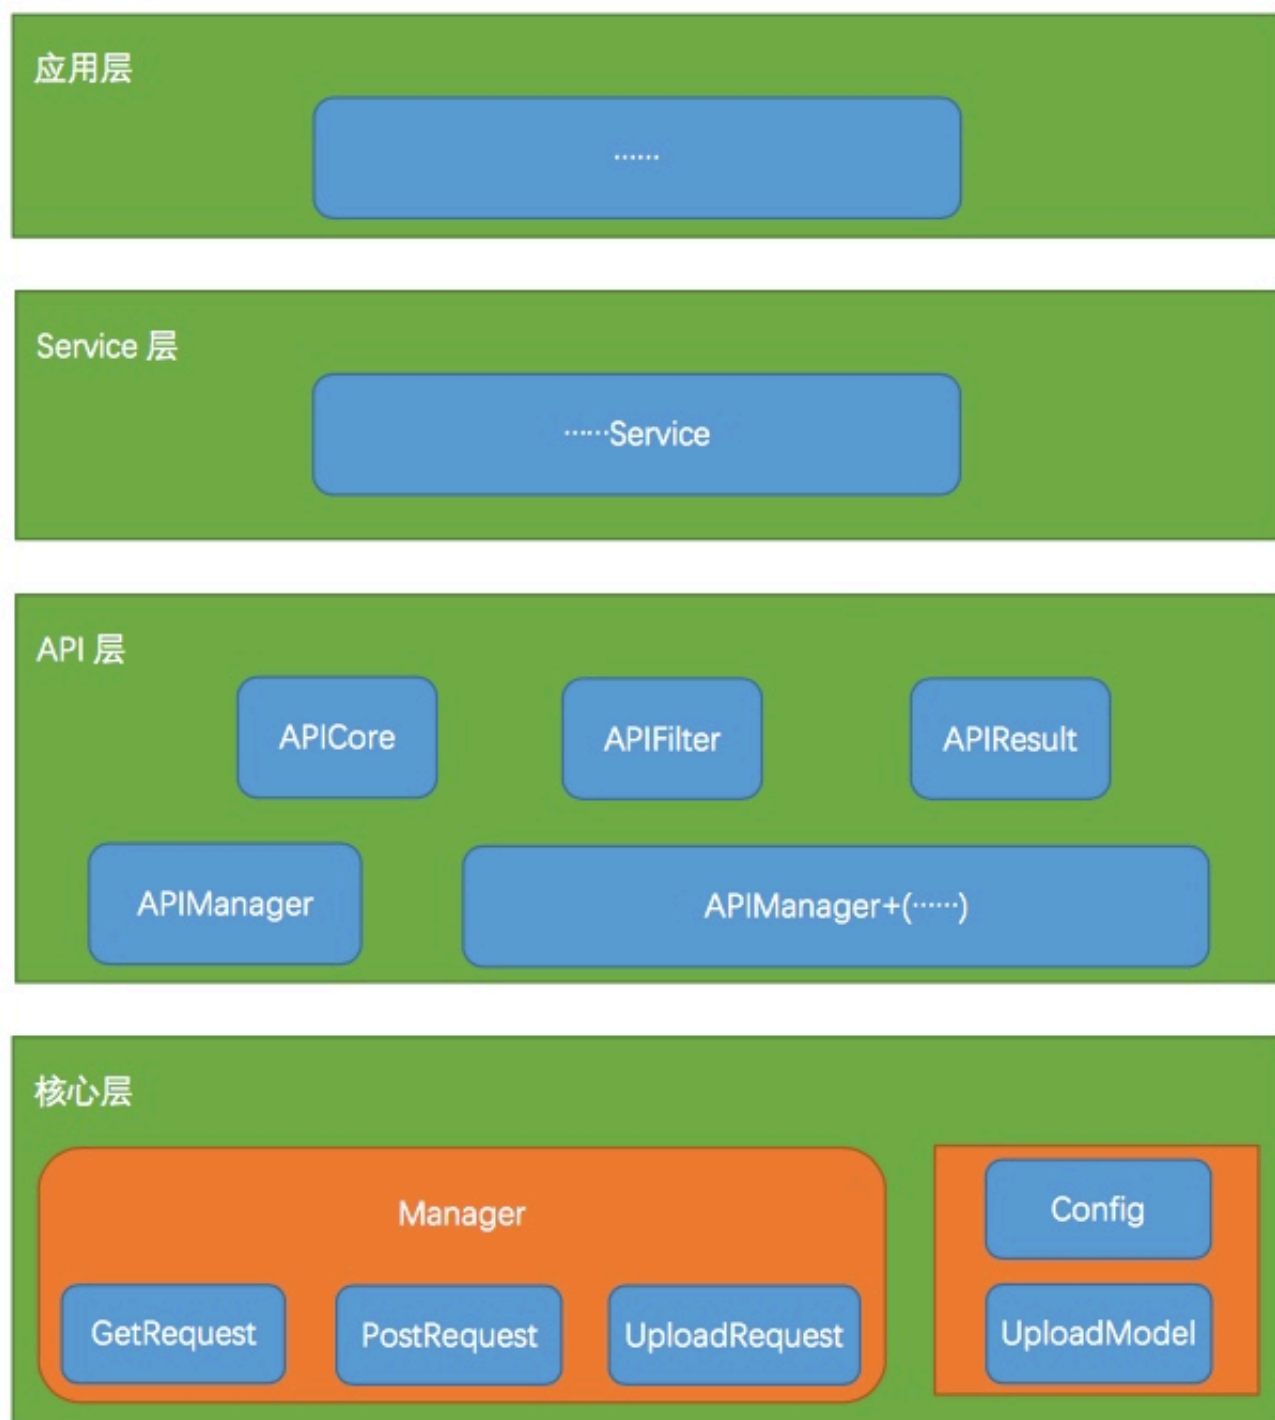 应用层
······
Service 层
······Service
API 层
APICore
APIFilter
APIResult
APIManager
APIManager+(······)
核心层
Manager
GetRequest
PostRequest
UploadRequest
Config
UploadModel